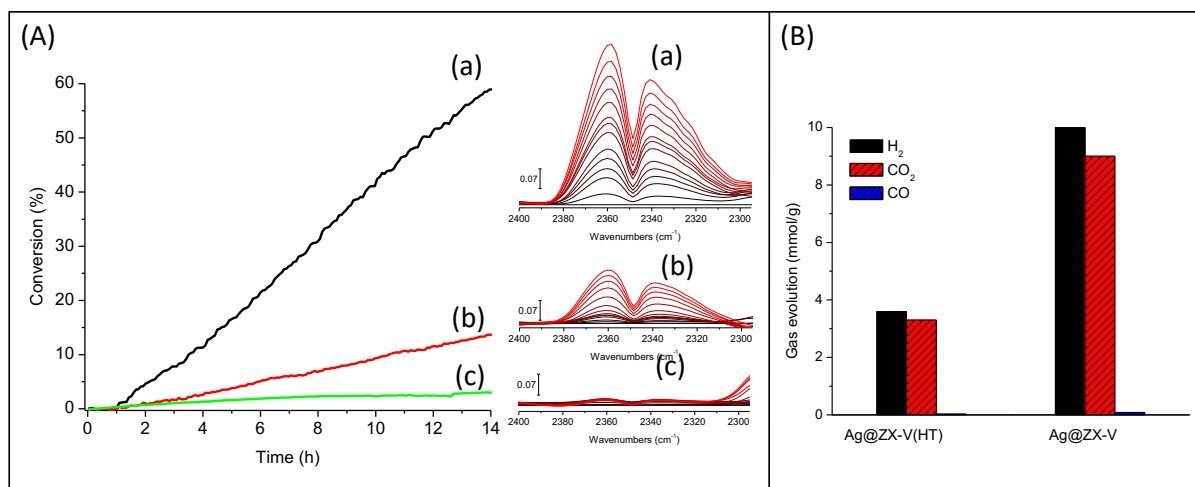 (A)
(a)
(b)
(c)
Conversion (%)
60
50
40
30
20
10
0
0 2 4 6 8 10 12 14
Time (h)
(a)
0.07
2400 2380 2360 2340 2320 2300
Wavenumbers (cm⁻¹)
(b)
0.07
2400 2380 2360 2340 2320 2300
Wavenumbers (cm⁻¹)
(c)
0.07
2400 2380 2360 2340 2320 2300
Wavenumbers (cm⁻¹)
(B)
Gas evolution (mmol/g)
10
8
6
4
2
0
H₂
CO₂
CO
Ag@ZX-V(HT) Ag@ZX-V